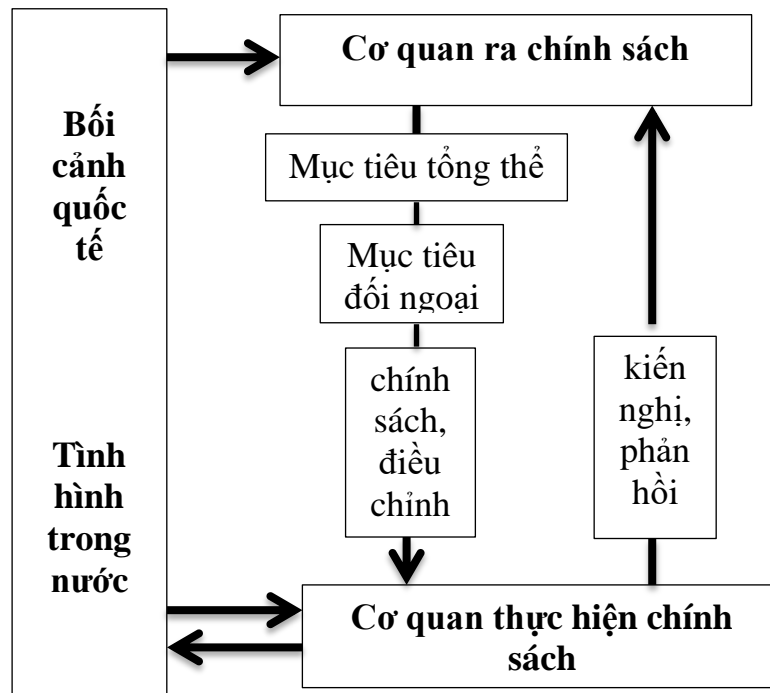 Cơ quan ra chính sách
Bối
cảnh
quốc
tế
Mục tiêu tổng thể
Mục tiêu
đối ngoại
chính
sách,
điều
chỉnh
kiến
nghị,
phản
hồi
Tình
hình
trong
nước
Cơ quan thực hiện chính
sách